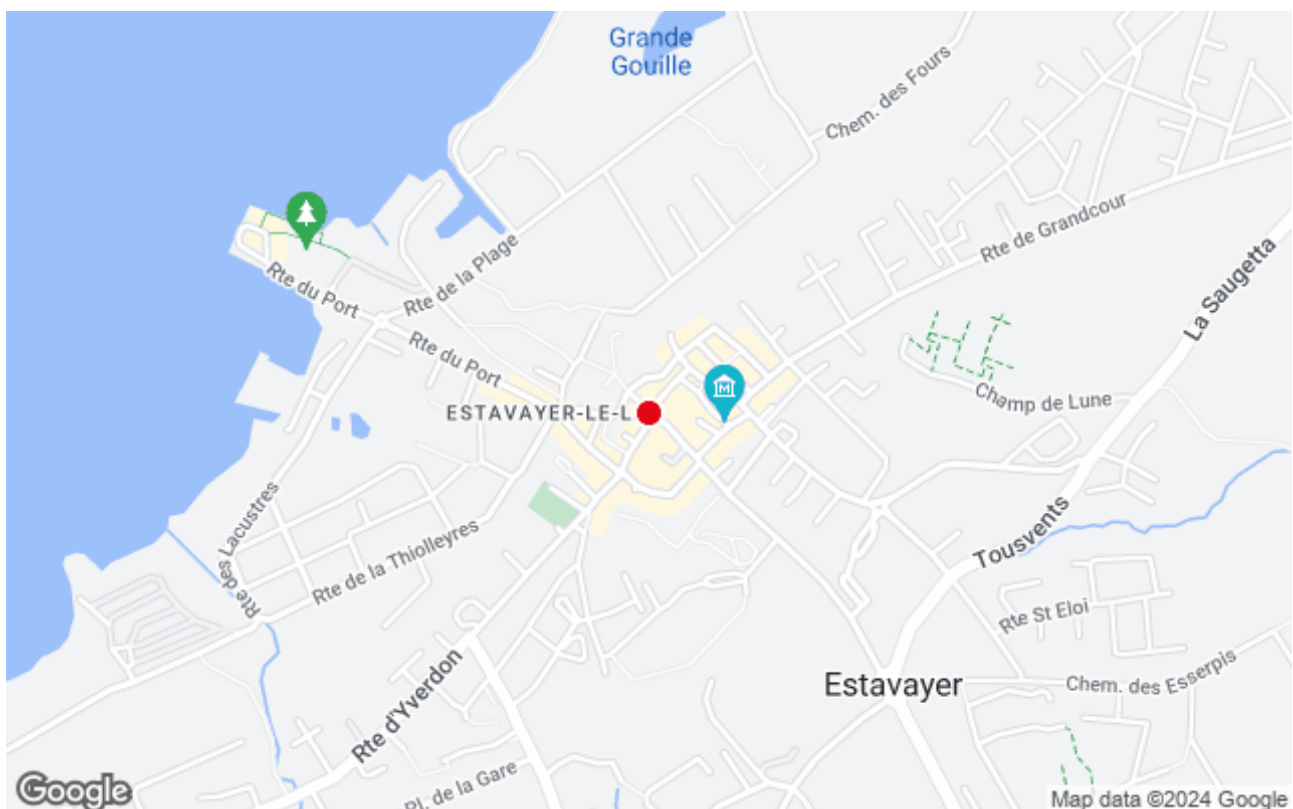 Grande
Gouille
Chem. des Fours
Rte de Grandcour
La Saugetta
Rte de la Plage
Rte du Port
Rte du Port
Champ de Lune
ESTAVAYER-LE-L
M
Tousvents
Rte des Lacustres
Rte de la Thiolleyres
Rte St Eloi
Estavayer
Chem. des Esserpis
Rte d'Yverdon
Pl. de la Gare
Google
Map data ©2024 Google